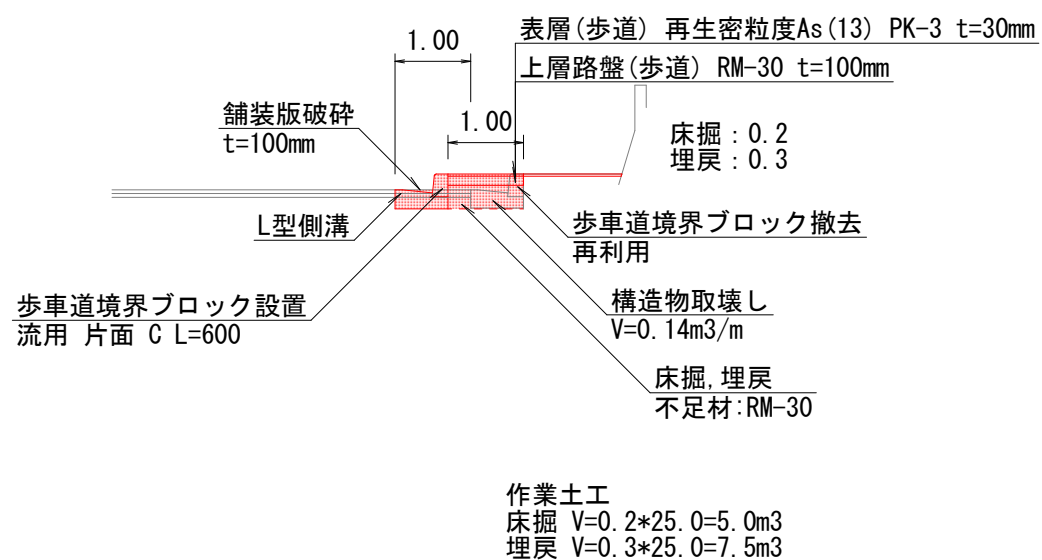 表層(歩道) 再生密粒度As(13) PK-3 t=30mm
1.00
上層路盤(歩道) RM-30 t=100mm
舗装版破砕
t=100mm
1.00
床掘：0.2
埋戻：0.3
L型側溝
歩車道境界ブロック撤去
再利用
歩車道境界ブロック設置
流用 片面 C L=600
構造物取壊し
V=0.14m3/m
床掘,埋戻
不足材:RM-30
作業土工
床掘 V=0.2*25.0=5.0m3
埋戻 V=0.3*25.0=7.5m3